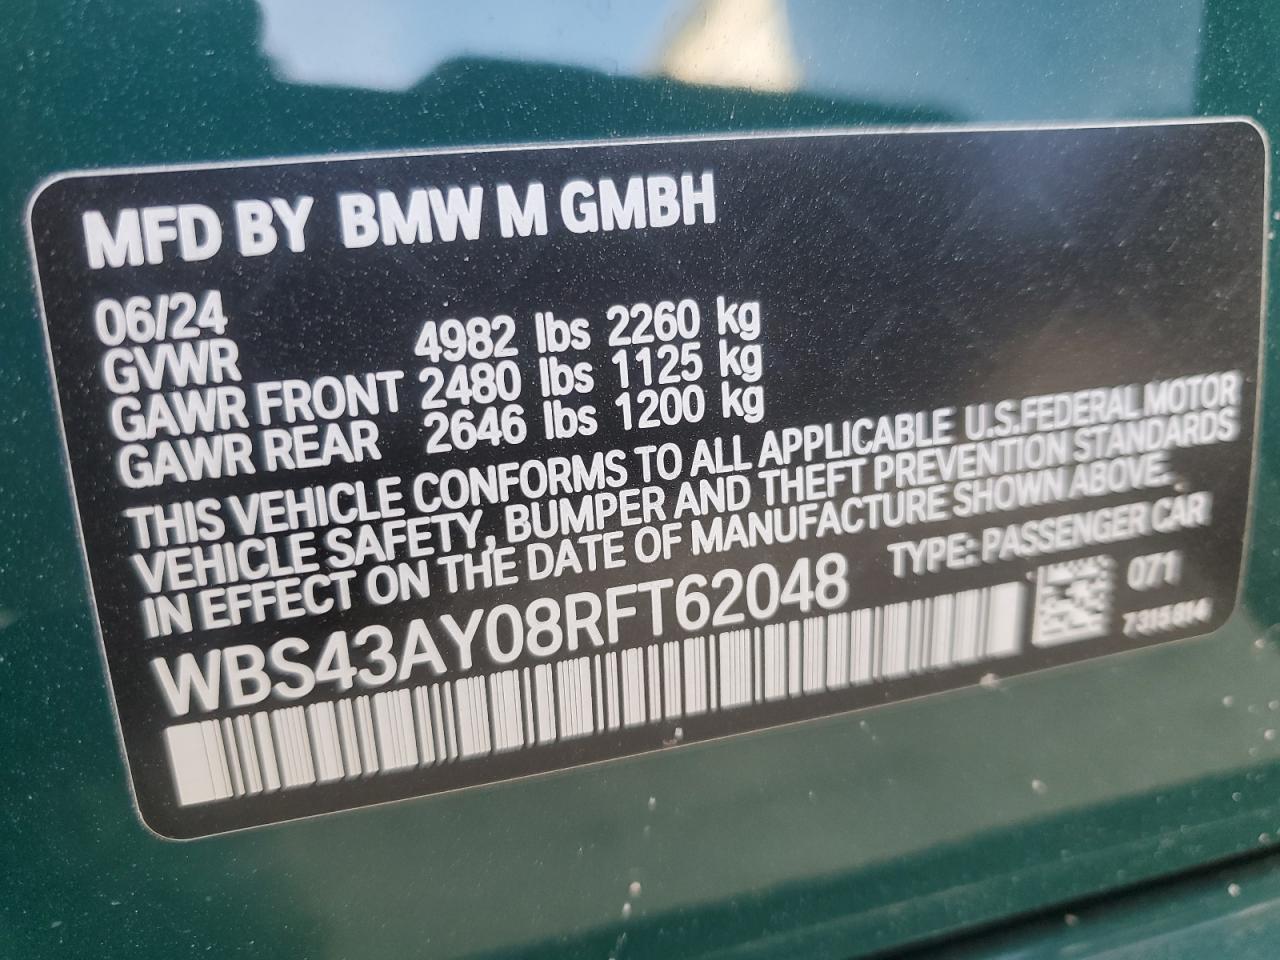 MFD BY BMW M GMBH
06/24
GVWR 4982 lbs 2260 kg
GAWR FRONT 2480 lbs 1125 kg
GAWR REAR 2646 lbs 1200 kg
THIS VEHICLE CONFORMS TO ALL APPLICABLE U.S.FEDERAL MOTOR
VEHICLE SAFETY, BUMPER AND THEFT PREVENTION STANDARDS
IN EFFECT ON THE DATE OF MANUFACTURE SHOWN ABOVE.
WBS43AY08RFT62048 TYPE: PASSENGER CAR
071
7315814